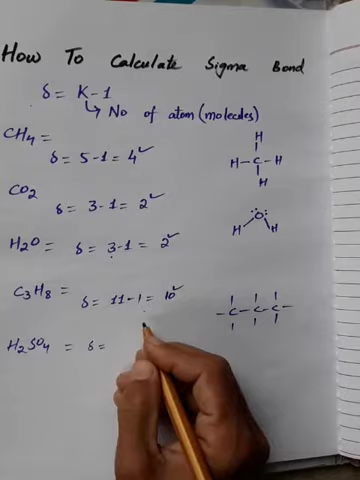 How To Calculate Sigma Bond
δ = K-1
↳ No of atom (molecules)
CH4 =
δ = 5-1 = 4 ✓
CO2
δ = 3-1 = 2 ✓
H2O =
δ = 3-1 = 2 ✓
C3H8 =
δ = 11-1 = 10 ✓
H2SO4 = δ =
H
H-C-H
H
O
H H
-C-C-C-